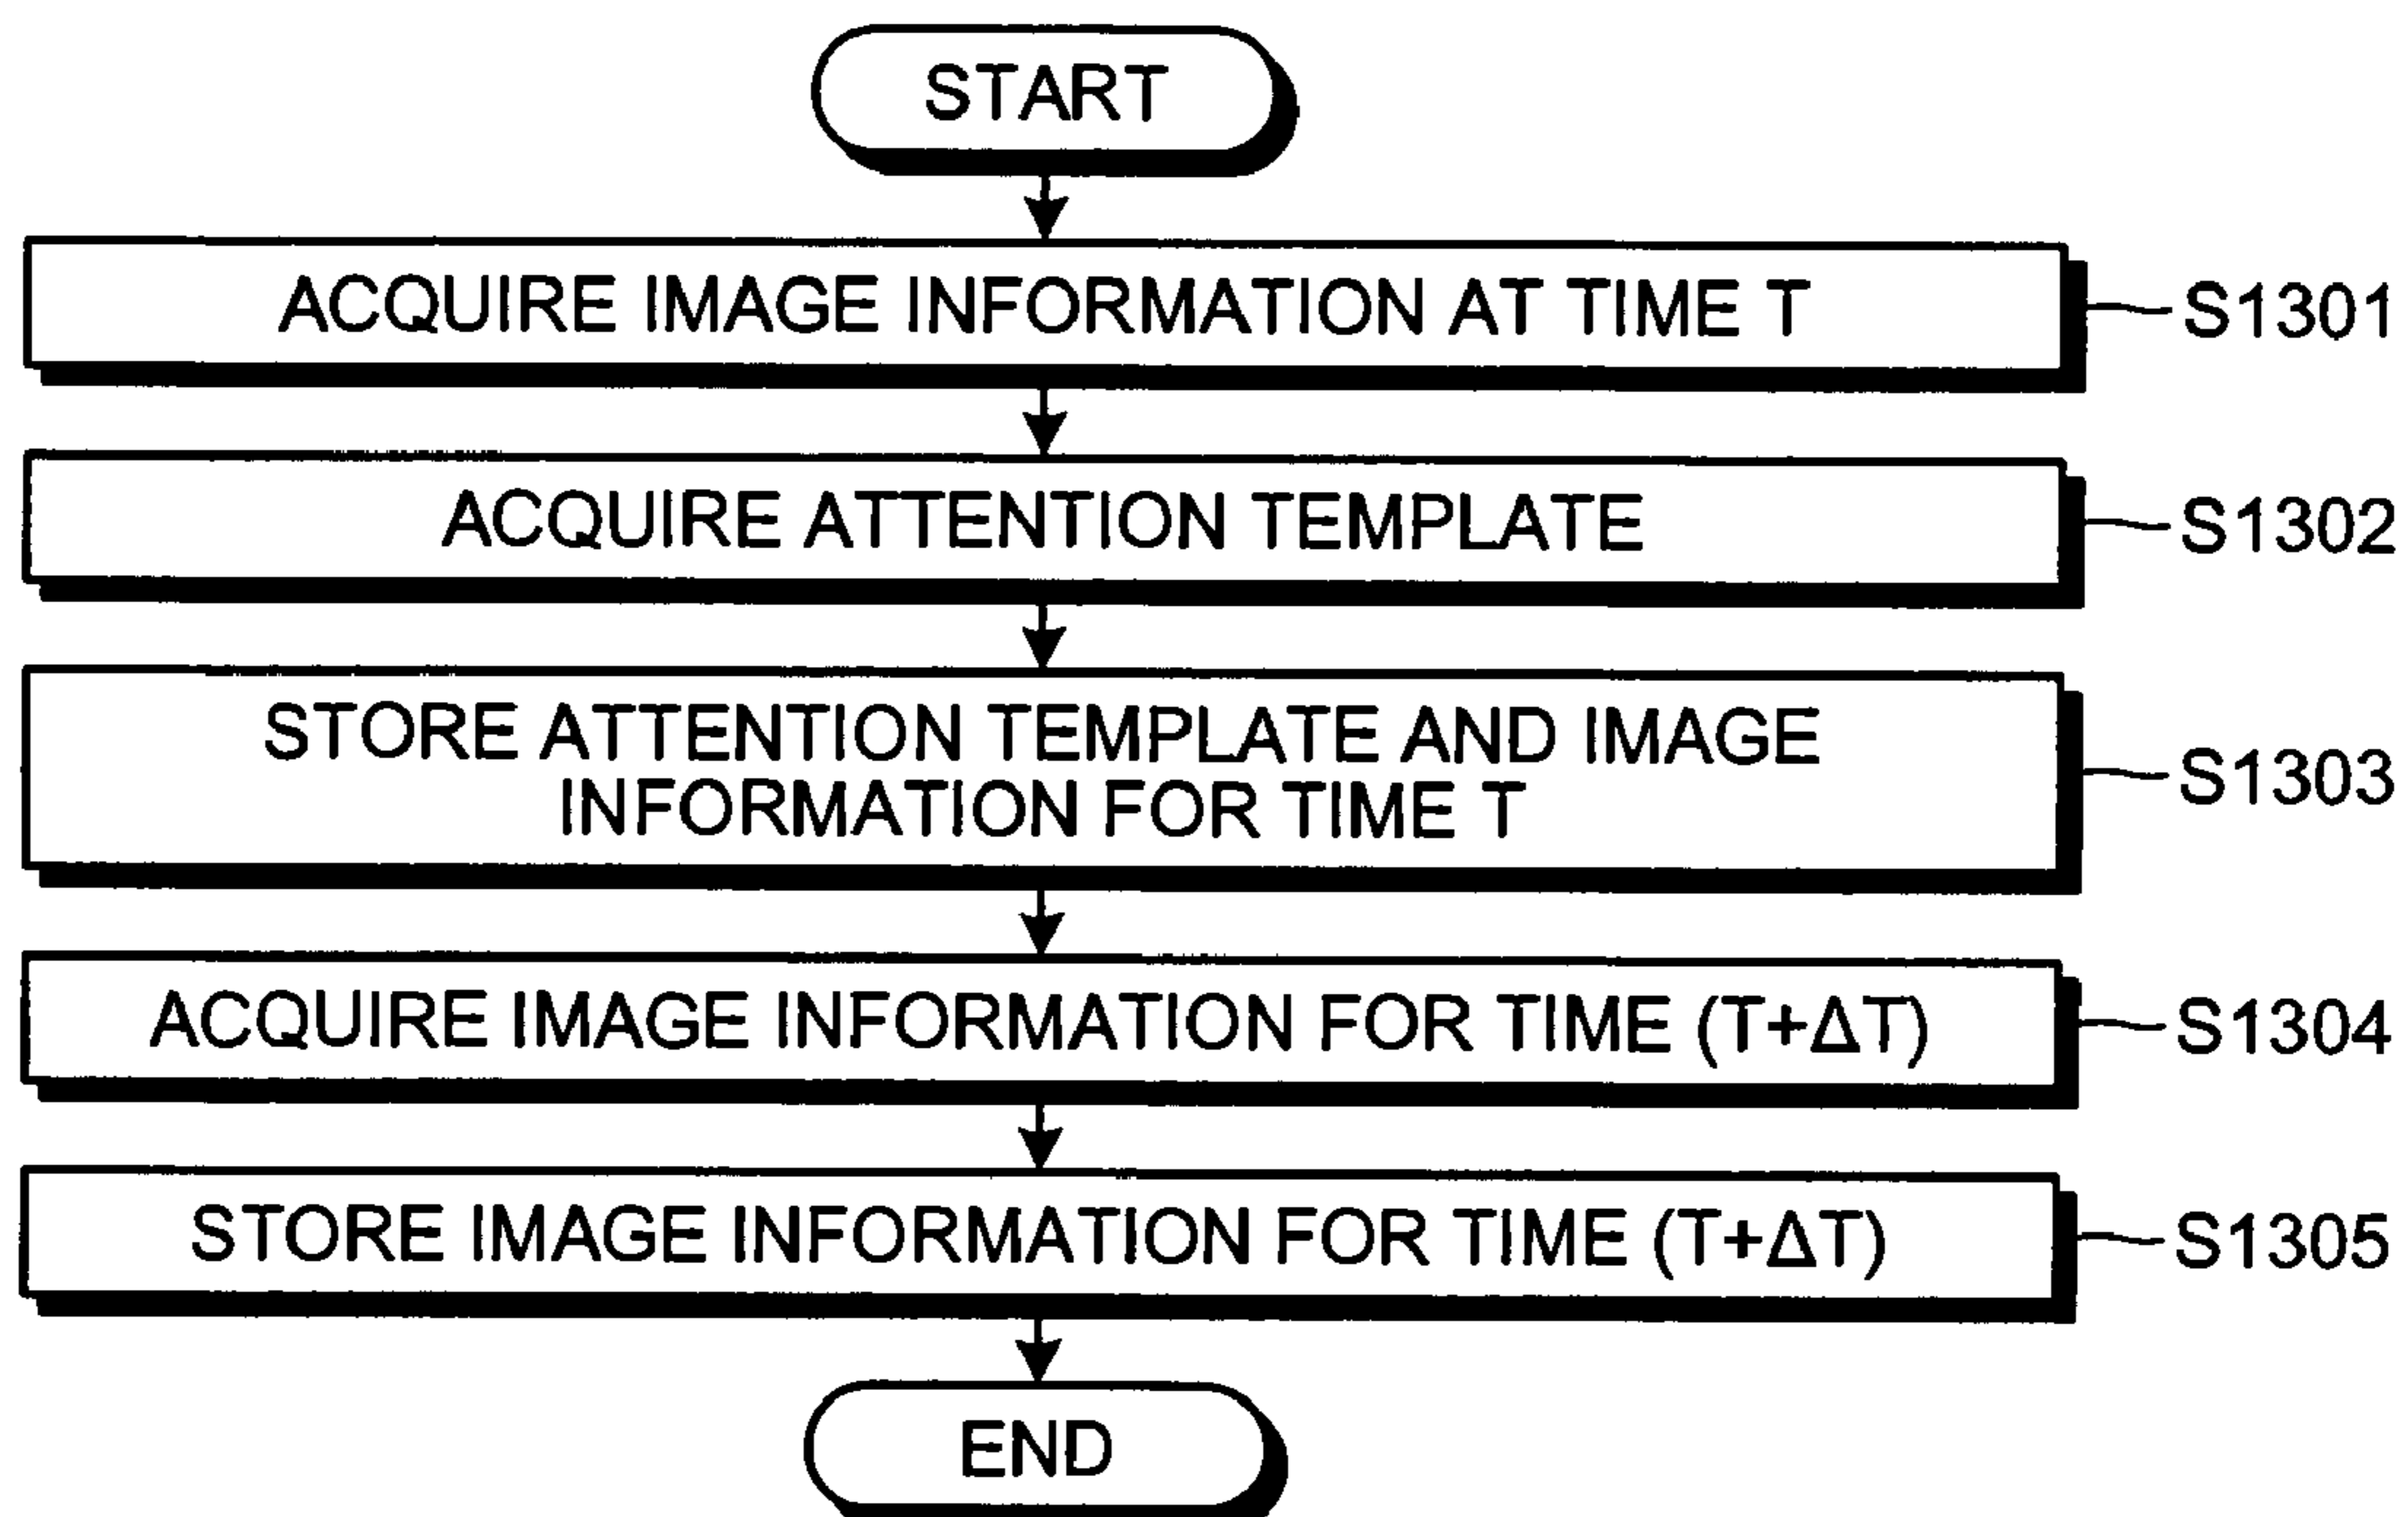 START
ACQUIRE IMAGE INFORMATION AT TIME T
S1301
ACQUIRE ATTENTION TEMPLATE
S1302
STORE ATTENTION TEMPLATE AND IMAGE
INFORMATION FOR TIME T
S1303
ACQUIRE IMAGE INFORMATION FOR TIME (T+ΔT)
S1304
STORE IMAGE INFORMATION FOR TIME (T+ΔT)
S1305
END